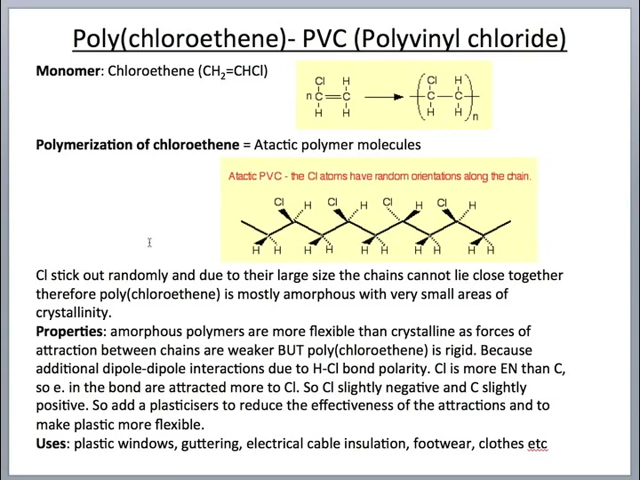 Poly(chloroethene)- PVC (Polyvinyl chloride)
Monomer: Chloroethene (CH₂=CHCl)
Cl H Cl H
n C=C → ( C-C )
H H H H n
Polymerization of chloroethene = Atactic polymer molecules
Atactic PVC - the Cl atoms have random orientations along the chain.
Cl H Cl H Cl H Cl H
H H H H H H H H H H
Cl stick out randomly and due to their large size the chains cannot lie close together
therefore poly(chloroethene) is mostly amorphous with very small areas of
crystallinity.
Properties: amorphous polymers are more flexible than crystalline as forces of
attraction between chains are weaker BUT poly(chloroethene) is rigid. Because
additional dipole-dipole interactions due to H-Cl bond polarity. Cl is more EN than C,
so e. in the bond are attracted more to Cl. So Cl slightly negative and C slightly
positive. So add a plasticisers to reduce the effectiveness of the attractions and to
make plastic more flexible.
Uses: plastic windows, guttering, electrical cable insulation, footwear, clothes etc